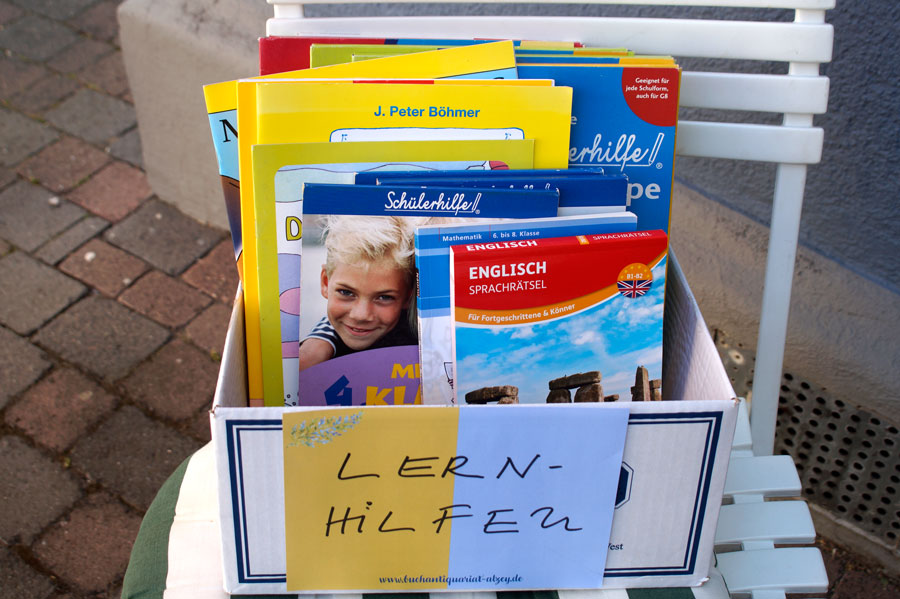 Geeignet für
jede Schulform,
auch für G8
J. Peter Böhmer
Schülerhilfe
Mathematik 6. bis 8. Klasse
SPRACHRÄTSEL
ENGLISCH
ENGLISCH
SPRACHRÄTSEL
B1-B2
Für Fortgeschrittene & Könner
LERN-
HILFEN
www.buchantiquariat-alzey.de